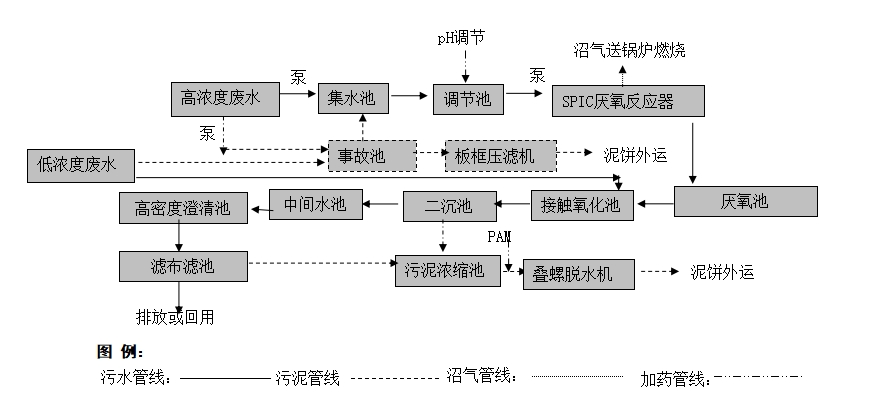 pH调节
沼气送锅炉燃烧
泵
泵
高浓度废水
集水池
调节池
SPIC厌氧反应器
泵
事故池
板框压滤机
泥饼外运
低浓度废水
高密度澄清池
中间水池
二沉池
接触氧化池
厌氧池
PAM
滤布滤池
污泥浓缩池
叠螺脱水机
泥饼外运
排放或回用
图 例：
污水管线： 污泥管线 沼气管线： 加药管线：